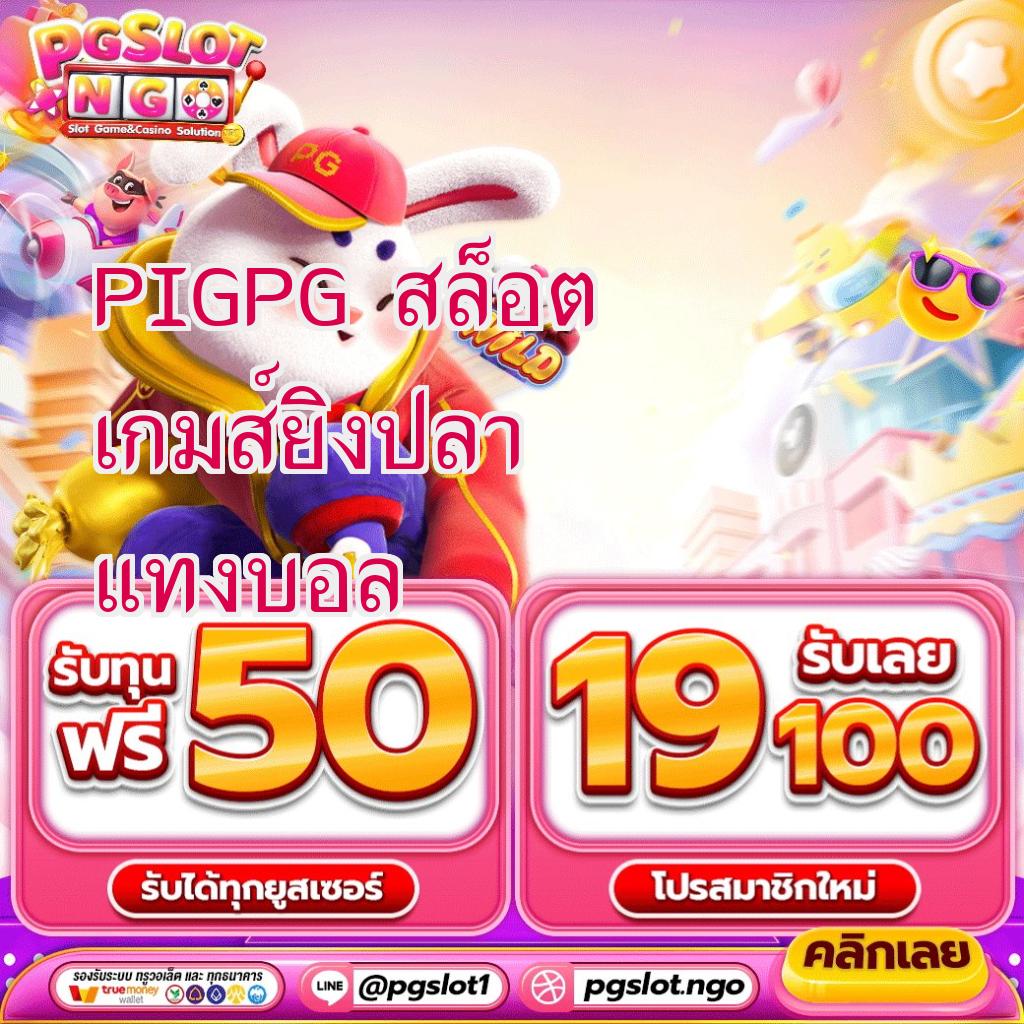 PGSLOT
NGO
Slot Game&Casino Solution
PG
PIGPG สล็อต
WILD
เกมส์ยิงปลา
แทงบอล
รับทุน
ฟรี
50
รับได้ทุกยูสเซอร์
19
รับเลย
100
โปรสมาชิกใหม่
คลิกเลย
รองรับระบบ ทรูวอเล็ต และ ทุกธนาคาร
truemoney
wallet
LINE
@pgslot1
pgslot.ngo